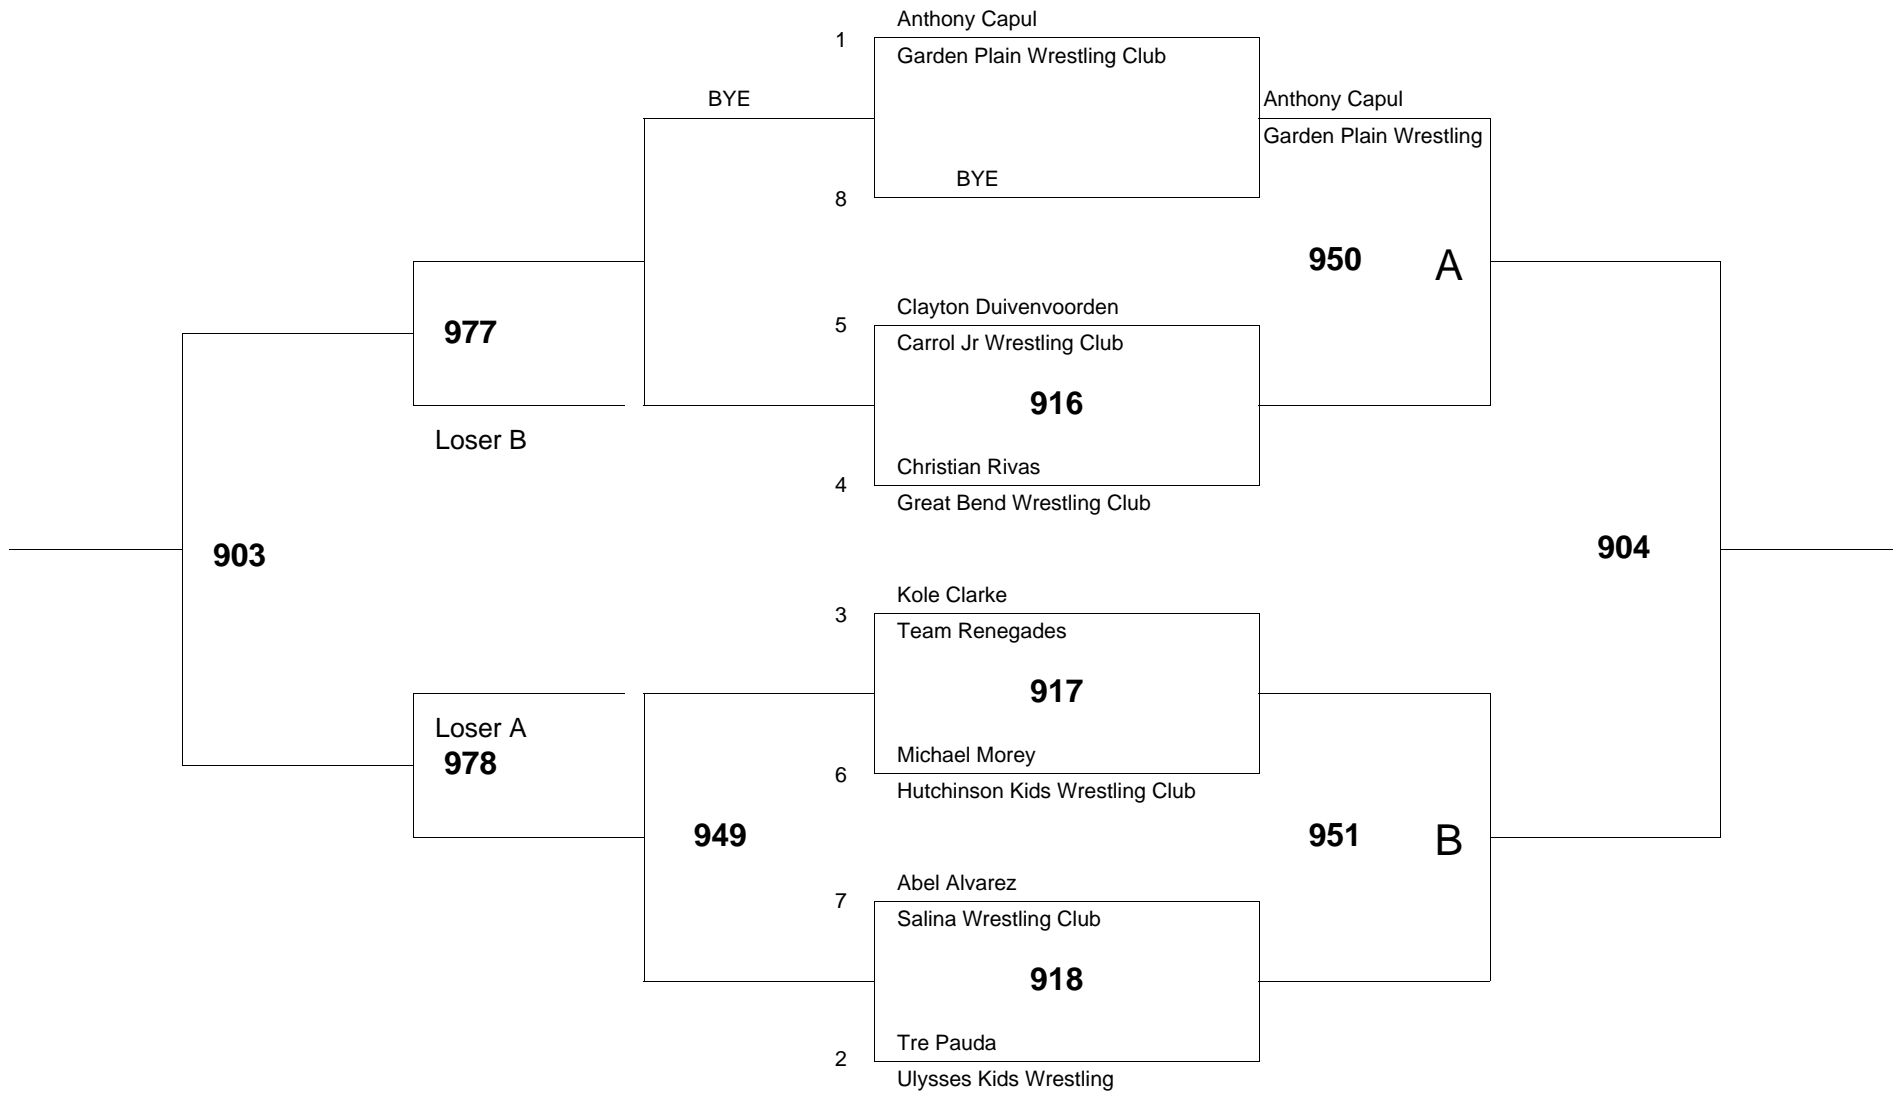 Anthony Capul
1
Garden Plain Wrestling Club
BYE
Anthony Capul
Garden Plain Wrestling
BYE
8
950
A
Clayton Duivenvoorden
5
977
Carrol Jr Wrestling Club
916
Loser B
Christian Rivas
4
Great Bend Wrestling Club
903
904
Kole Clarke
3
Team Renegades
917
Loser A
978
Michael Morey
6
Hutchinson Kids Wrestling Club
949
951
B
Abel Alvarez
7
Salina Wrestling Club
918
Tre Pauda
2
Ulysses Kids Wrestling